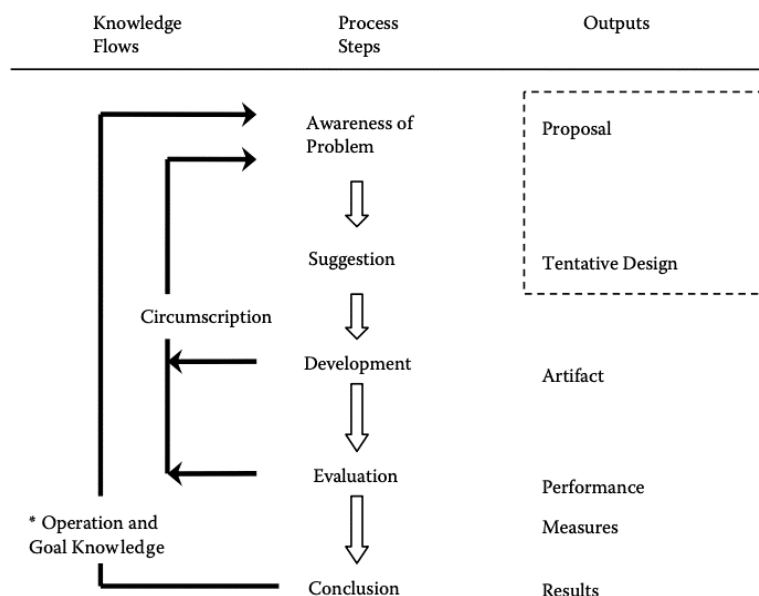 Knowledge
Flows
Process
Steps
Outputs
Awareness of
Problem
Proposal
Suggestion
Tentative Design
Circumscription
Development
Artifact
Evaluation
Performance
Measures
* Operation and
Goal Knowledge
Conclusion
Results